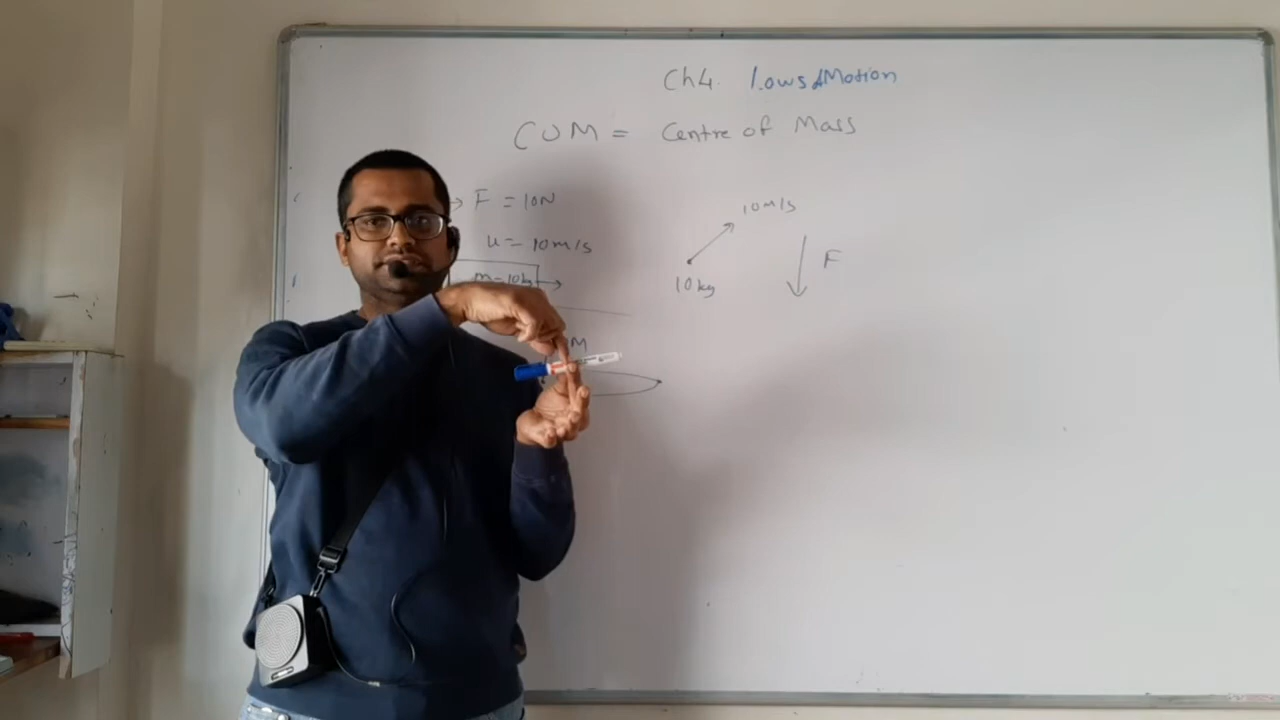 Ch4. Laws of Motion
COM = Centre of Mass
→ F = 10N
u = 10m/s
m=10kg
10m/s
10kg
F
M